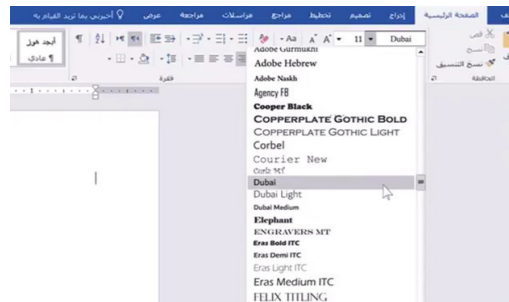 ملف الصفحة الرئيسية إدراج تصميم تخطيط مراجع مراسلات مراجعة عرض أخبرني بما تريد القيام به
قص
نسخ
نسخ التنسيق
الحافظة
Dubai 11 A A Aa
أبجد هوز
¶ عادي
فقرة
Adobe Gurmukhi
Adobe Hebrew
Adobe Naskh
Agency FB
Cooper Black
COPPERPLATE GOTHIC BOLD
COPPERPLATE GOTHIC LIGHT
Corbel
Courier New
Curlz MT
Dubai
Dubai Light
Dubai Medium
Elephant
ENGRAVERS MT
Eras Bold ITC
Eras Demi ITC
Eras Light ITC
Eras Medium ITC
FELIX TITLING